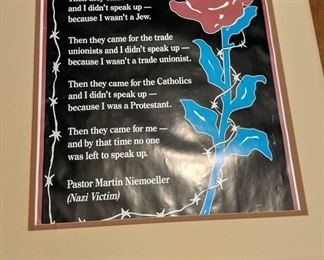 and I didn't speak up —
because I wasn't a Jew.
Then they came for the trade
unionists and I didn't speak up —
because I wasn't a trade unionist.
Then they came for the Catholics
and I didn't speak up —
because I was a Protestant.
Then they came for me —
and by that time no one
was left to speak up.
Pastor Martin Niemoeller
(Nazi Victim)